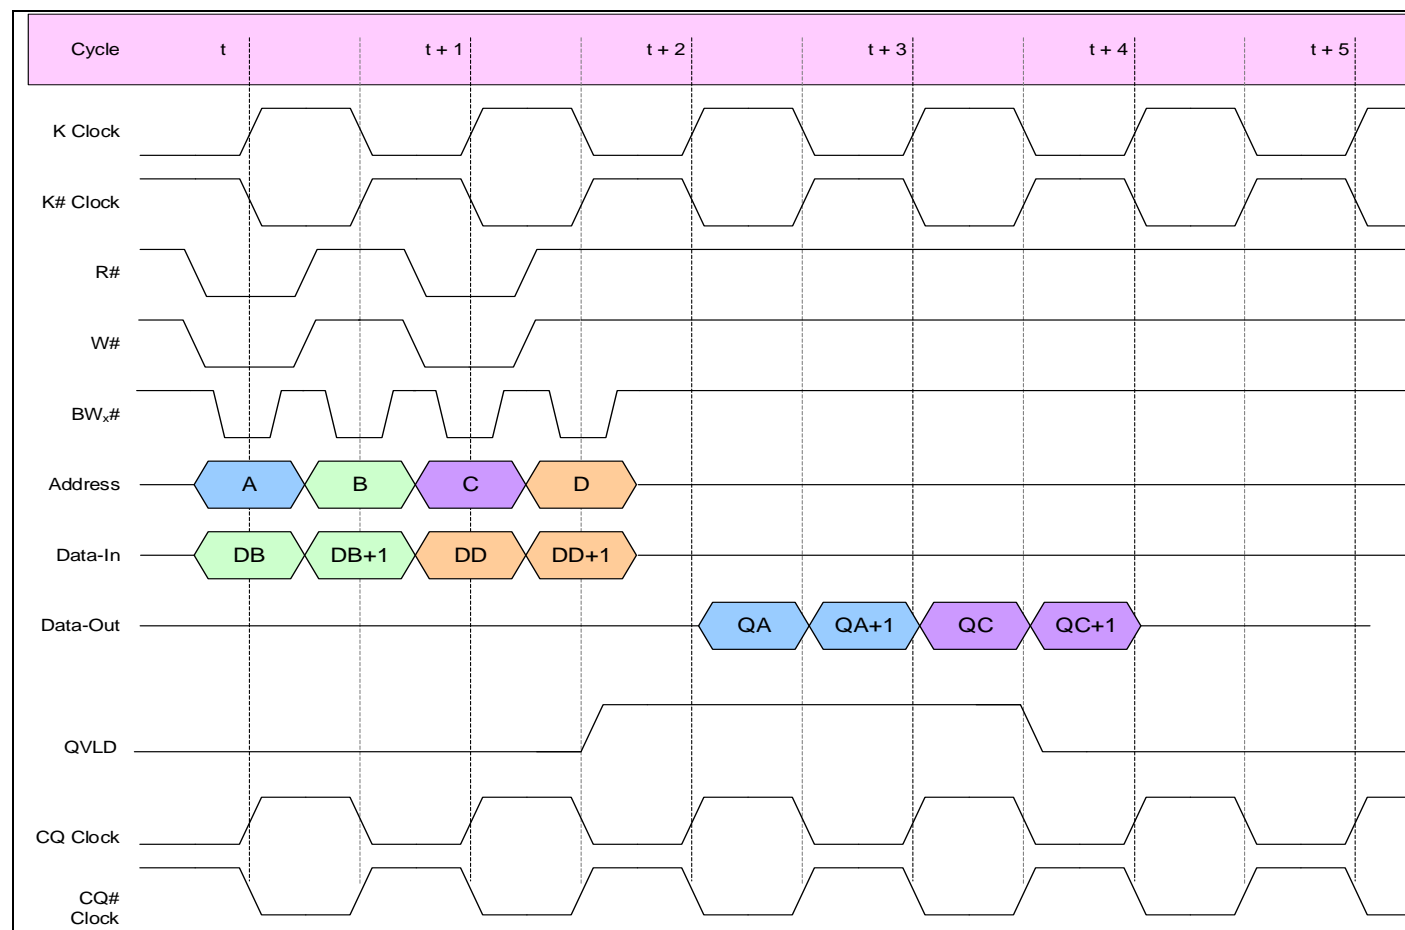 Cycle t t + 1 t + 2 t + 3 t + 4 t + 5
K Clock
K# Clock
R#
W#
BWₓ#
Address A B C D
Data-In DB DB+1 DD DD+1
Data-Out QA QA+1 QC QC+1
QVLD
CQ Clock
CQ#
Clock